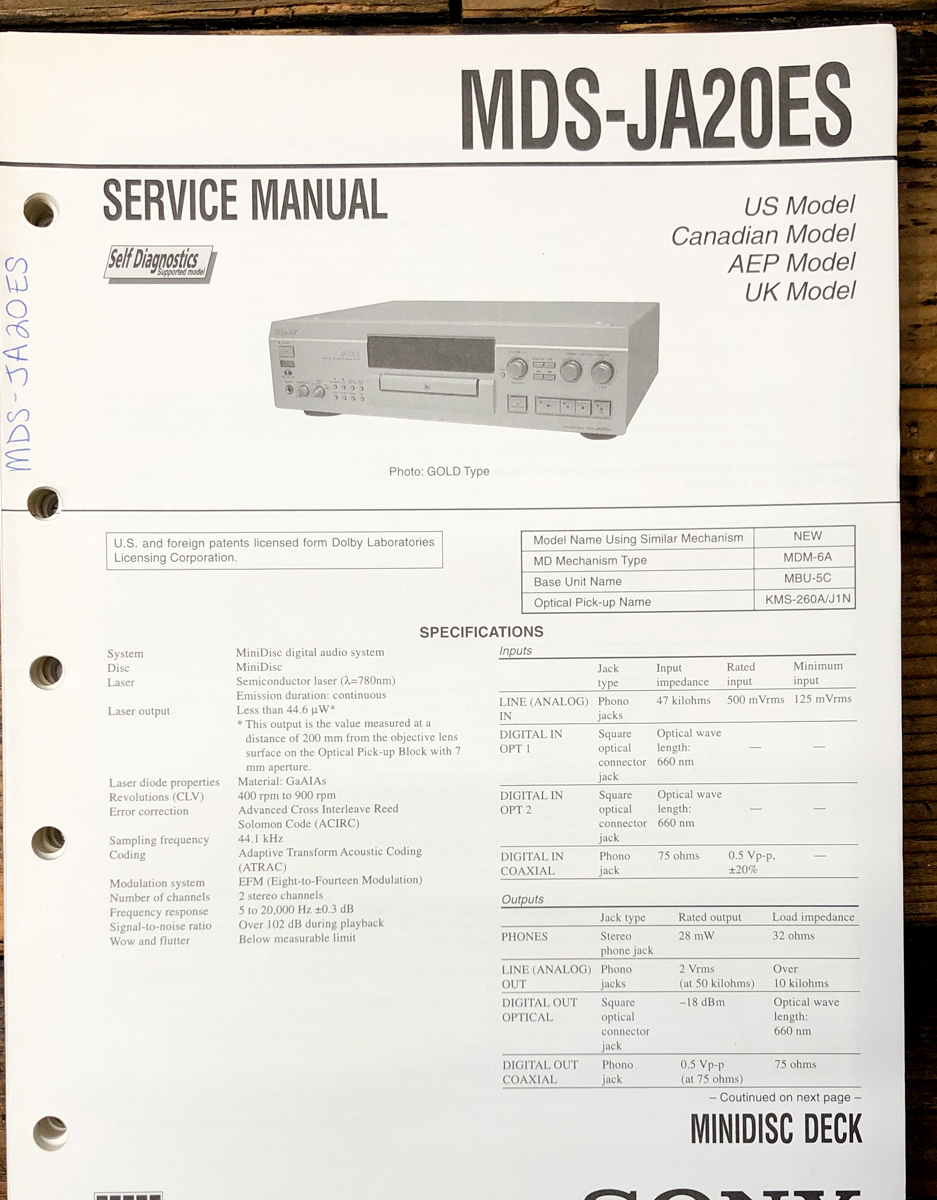 MDS-JA20ES
SERVICE MANUAL
US Model
Canadian Model
AEP Model
UK Model
Self Diagnostics
Supported model
MDS-JA20ES
Photo: GOLD Type
U.S. and foreign patents licensed form Dolby Laboratories
Licensing Corporation.
Model Name Using Similar Mechanism NEW
MD Mechanism Type MDM-6A
Base Unit Name MBU-5C
Optical Pick-up Name KMS-260A/J1N
SPECIFICATIONS
System MiniDisc digital audio system
Disc MiniDisc
Laser Semiconductor laser (λ=780nm)
Emission duration: continuous
Laser output Less than 44.6 µW*
* This output is the value measured at a
distance of 200 mm from the objective lens
surface on the Optical Pick-up Block with 7
mm aperture.
Laser diode properties Material: GaAIAs
Revolutions (CLV) 400 rpm to 900 rpm
Error correction Advanced Cross Interleave Reed
Solomon Code (ACIRC)
Sampling frequency 44.1 kHz
Coding Adaptive Transform Acoustic Coding
(ATRAC)
Modulation system EFM (Eight-to-Fourteen Modulation)
Number of channels 2 stereo channels
Frequency response 5 to 20,000 Hz ±0.3 dB
Signal-to-noise ratio Over 102 dB during playback
Wow and flutter Below measurable limit
Inputs
Jack Input Rated Minimum
type impedance input input
LINE (ANALOG) Phono 47 kilohms 500 mVrms 125 mVrms
IN jacks
DIGITAL IN Square Optical wave
OPT 1 optical length: — —
connector 660 nm
jack
DIGITAL IN Square Optical wave
OPT 2 optical length: — —
connector 660 nm
jack
DIGITAL IN Phono 75 ohms 0.5 Vp-p, —
COAXIAL jack ±20%
Outputs
Jack type Rated output Load impedance
PHONES Stereo 28 mW 32 ohms
phone jack
LINE (ANALOG) Phono 2 Vrms Over
OUT jacks (at 50 kilohms) 10 kilohms
DIGITAL OUT Square –18 dBm Optical wave
OPTICAL optical length:
connector 660 nm
jack
DIGITAL OUT Phono 0.5 Vp-p 75 ohms
COAXIAL jack (at 75 ohms)
– Coutinued on next page –
MINIDISC DECK
SONY